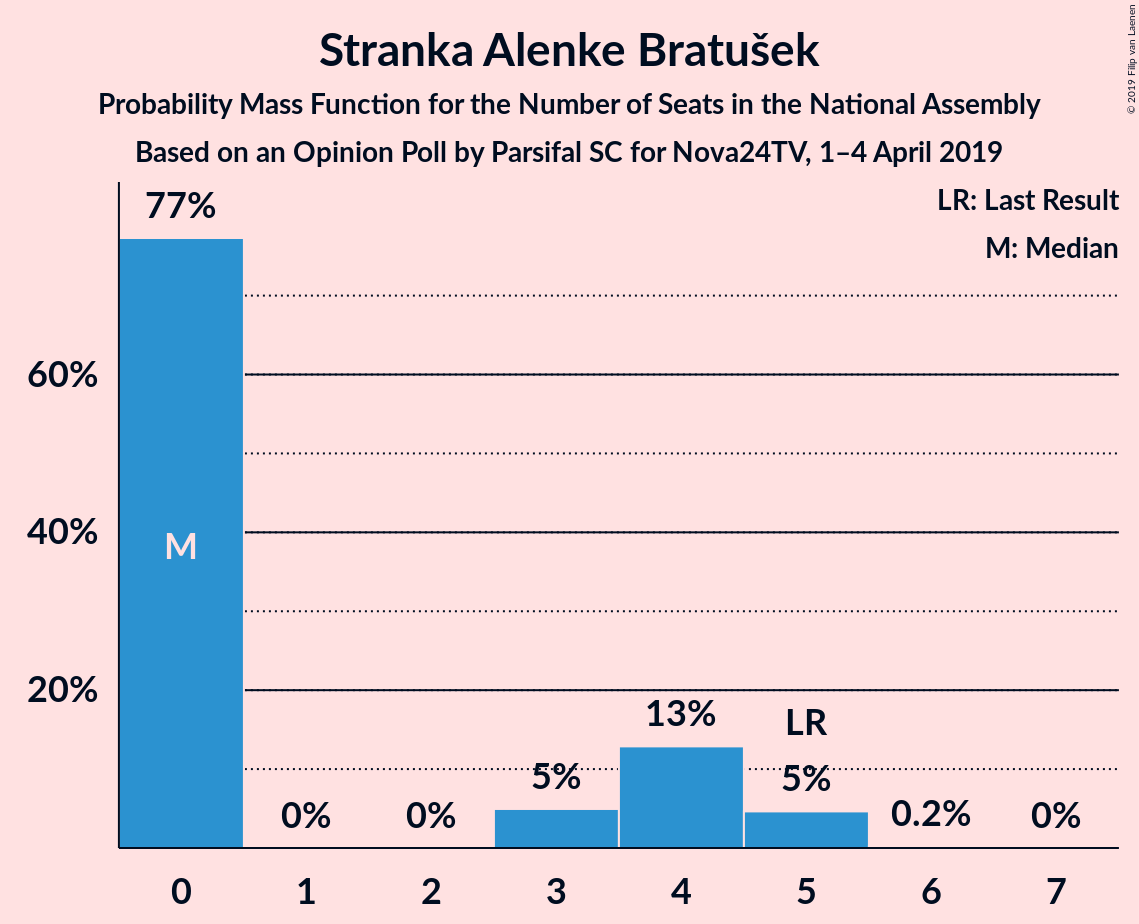 Stranka Alenke Bratušek
Probability Mass Function for the Number of Seats in the National Assembly
Based on an Opinion Poll by Parsifal SC for Nova24TV, 1–4 April 2019
© 2019 Filip van Laenen
LR: Last Result
M: Median
77%
60%
40%
20%
M
0%
0%
5%
13%
LR
5%
0.2%
0%
0 1 2 3 4 5 6 7